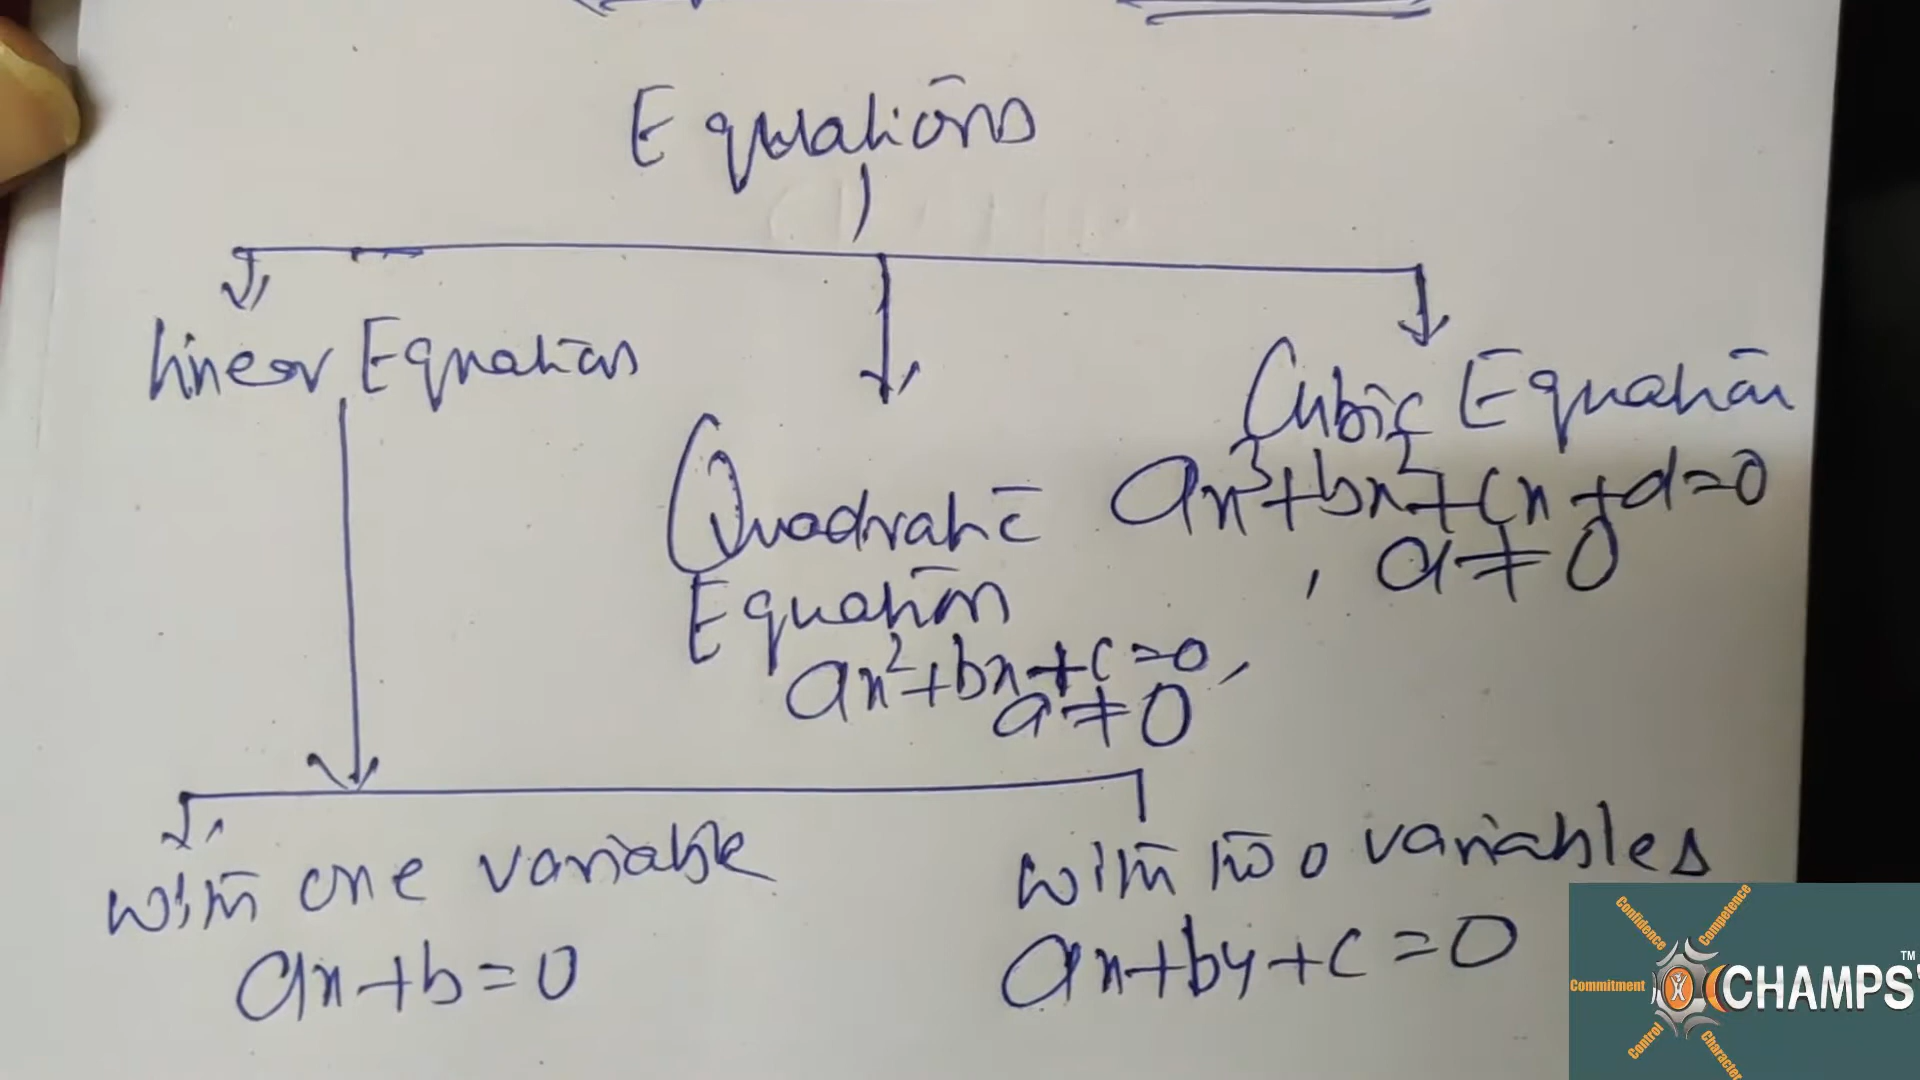 Equations
Linear Equations
Cubic Equation
ax³+bx²+cx+d=0
, a≠0
Quadratic
Equation
ax²+bx+c=0,
a≠0
with one variable
ax+b=0
with two variables
ax+by+c=0
Confidence
Competence
Commitment
CHAMPS
TM
Control
Character